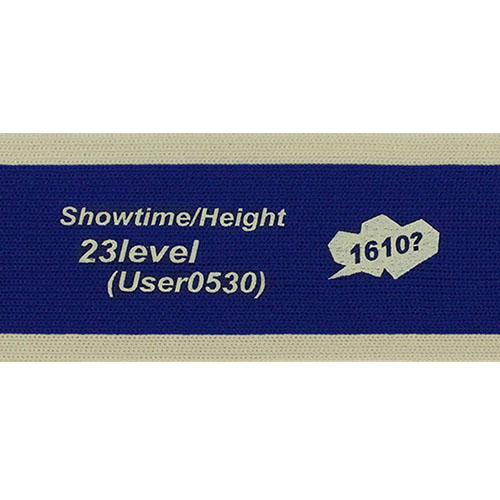 Showtime/Height
23level
(User0530)
1610?